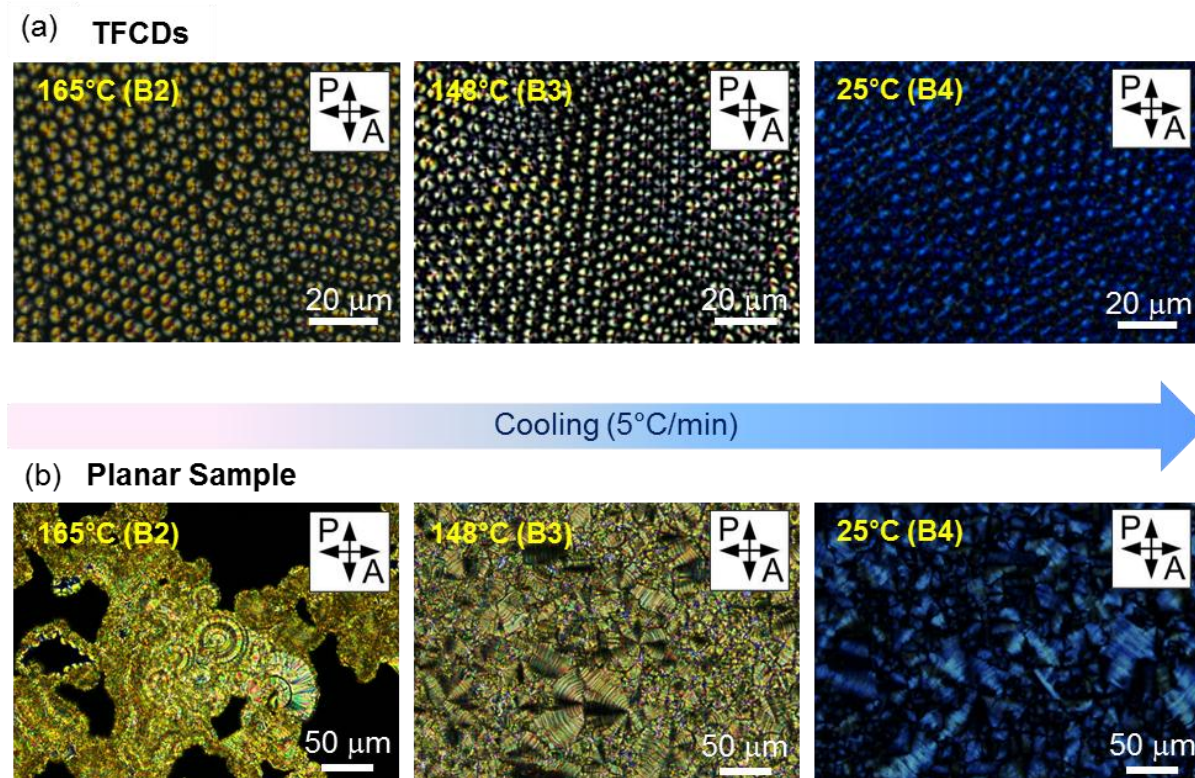 (a) TFCDs
165°C (B2) P A 148°C (B3) P A 25°C (B4) P A
20 μm 20 μm 20 μm
Cooling (5°C/min)
(b) Planar Sample
165°C (B2) P A 148°C (B3) P A 25°C (B4) P A
50 μm 50 μm 50 μm